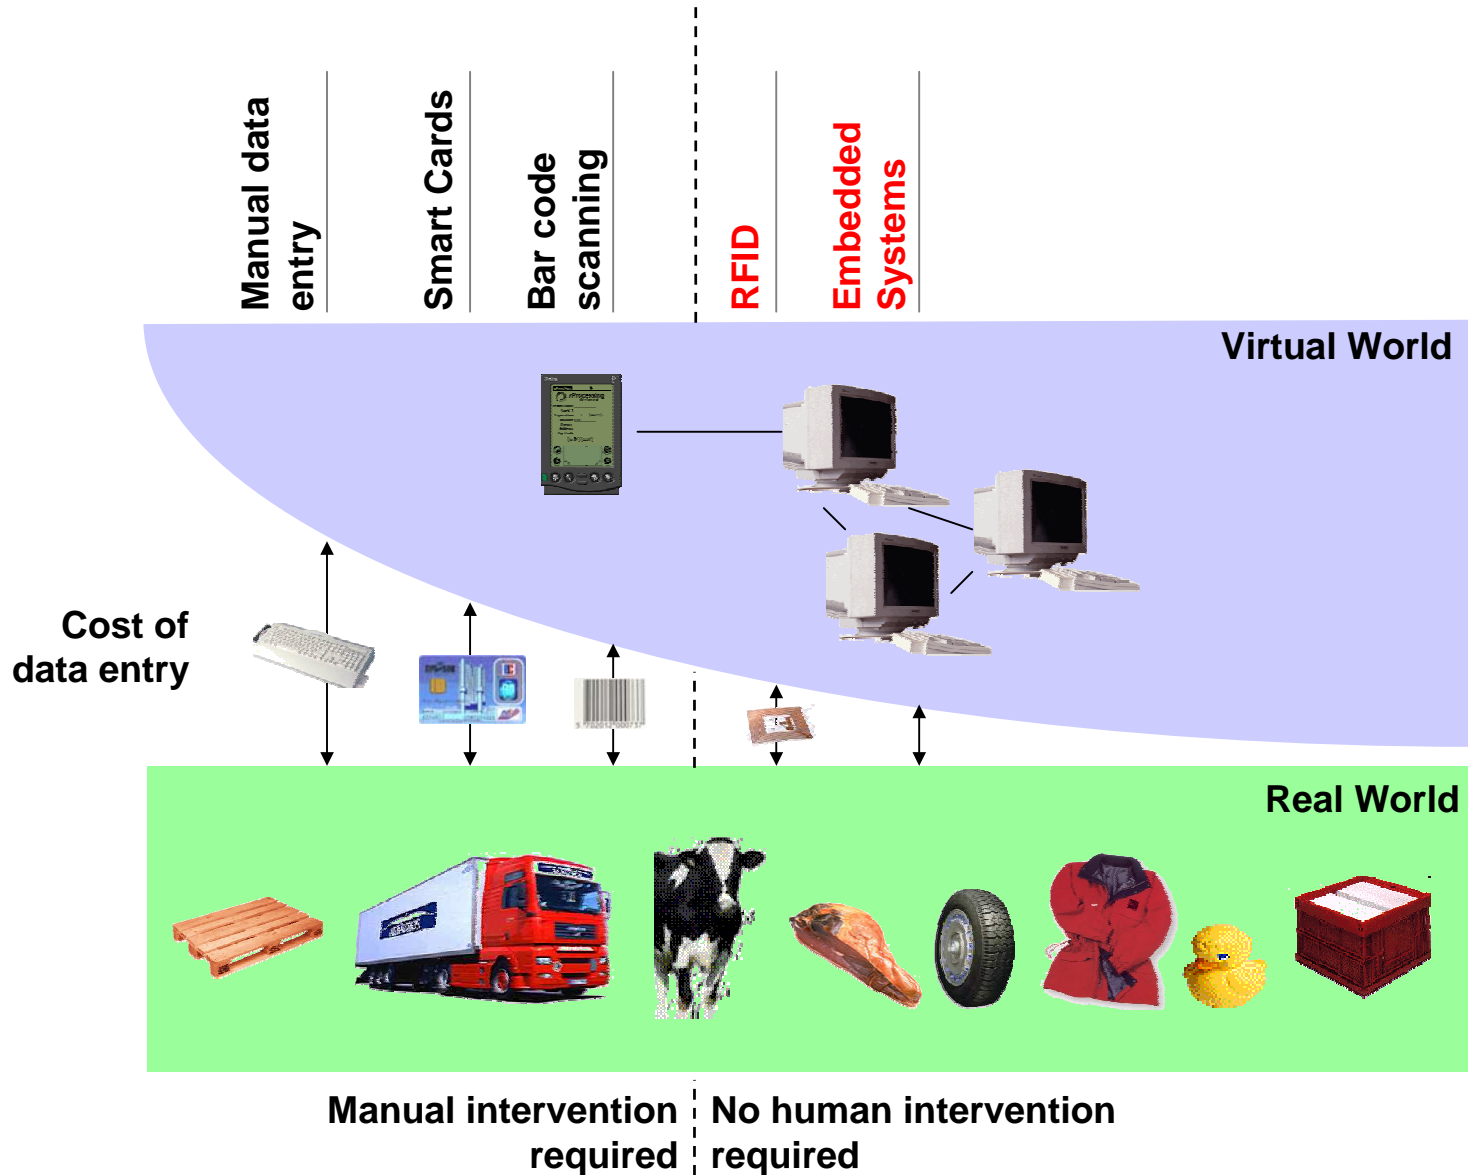 Manual data
entry
Smart Cards
Bar code
scanning
RFID
Embedded
Systems
Virtual World
Cost of
data entry
Real World
Manual intervention
required
No human intervention
required